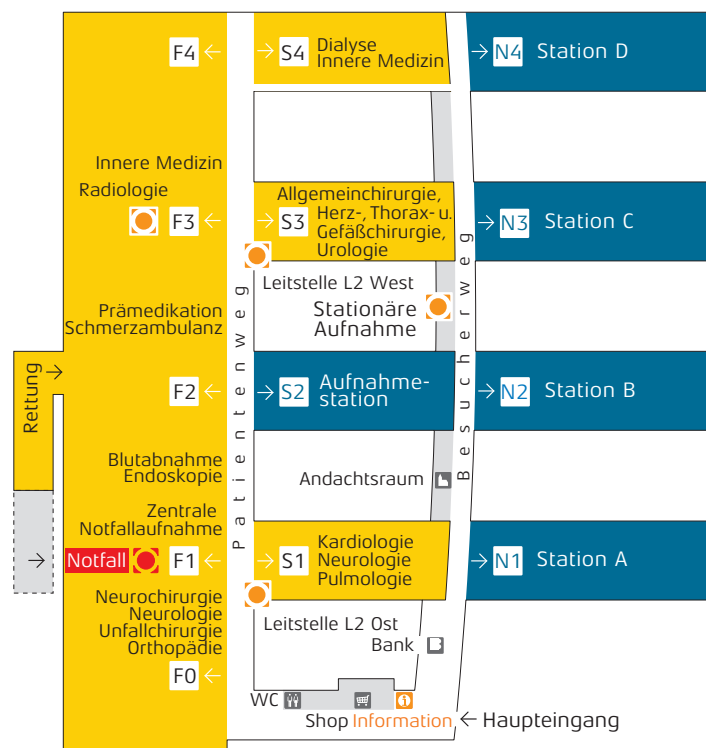 F4 ← → S4 Dialyse
Innere Medizin
→ N4 Station D
Innere Medizin
Radiologie
F3 ←
→ S3
Allgemeinchirurgie,
Herz-, Thorax- u.
Gefäßchirurgie,
Urologie
→ N3 Station C
Leitstelle L2 West
Stationäre
Aufnahme
Prämedikation
Schmerzambulanz
Patientenweg
Besucherweg
Rettung →
F2 ←
→ S2 Aufnahme-
station
→ N2 Station B
Blutabnahme
Endoskopie
Andachtsraum
Zentrale
Notfallaufnahme
→
Notfall F1 ←
→ S1
Kardiologie
Neurologie
Pulmologie
→ N1 Station A
Neurochirurgie
Neurologie
Unfallchirurgie
Orthopädie
Leitstelle L2 Ost
Bank
F0 ←
WC
i
Shop Information ← Haupteingang